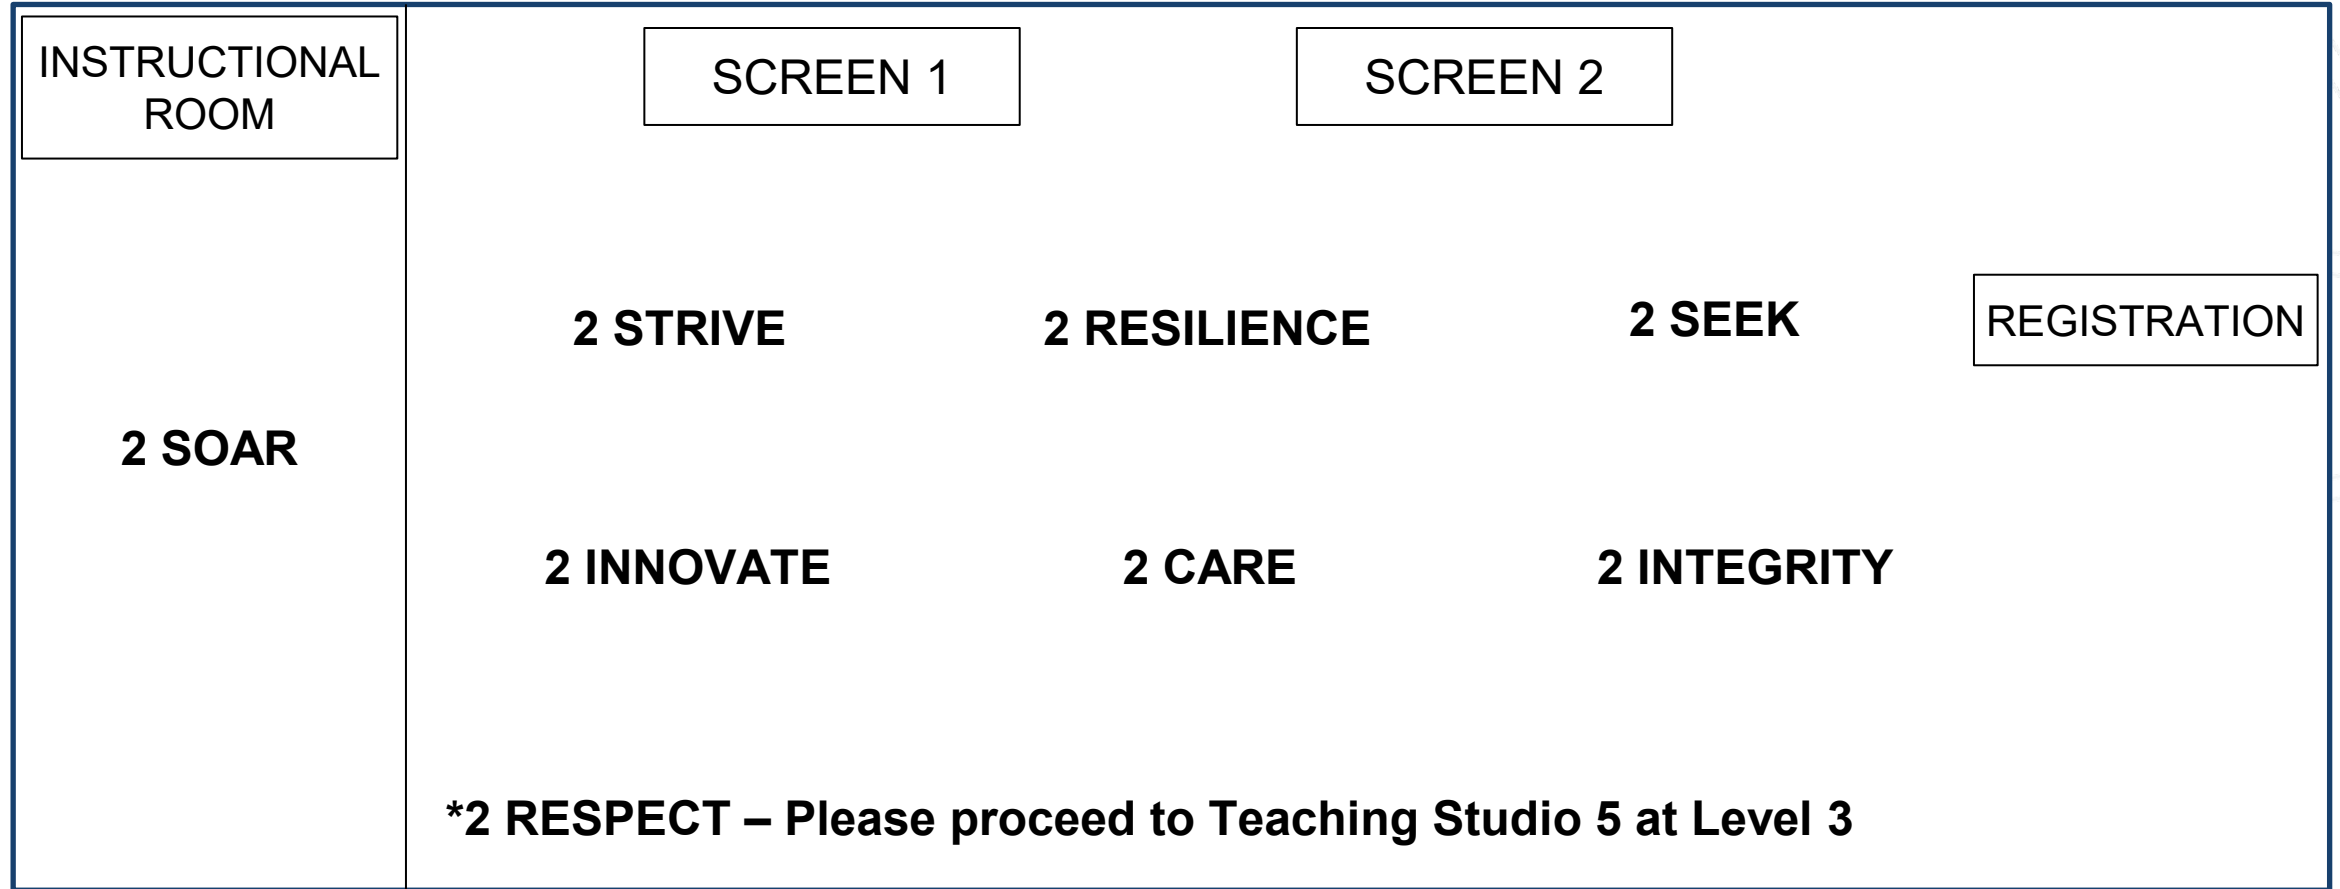 INSTRUCTIONAL
ROOM
SCREEN 1
SCREEN 2
2 STRIVE
2 RESILIENCE
2 SEEK
REGISTRATION
2 SOAR
2 INNOVATE
2 CARE
2 INTEGRITY
*2 RESPECT – Please proceed to Teaching Studio 5 at Level 3